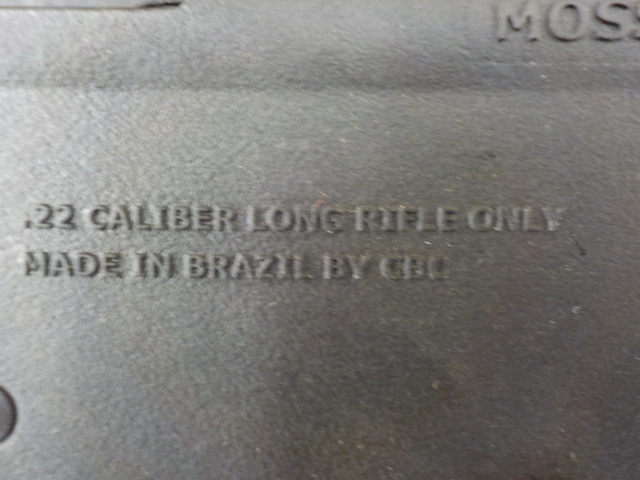 MOSS
.22 CALIBER LONG RIFLE ONLY
MADE IN BRAZIL BY CBC